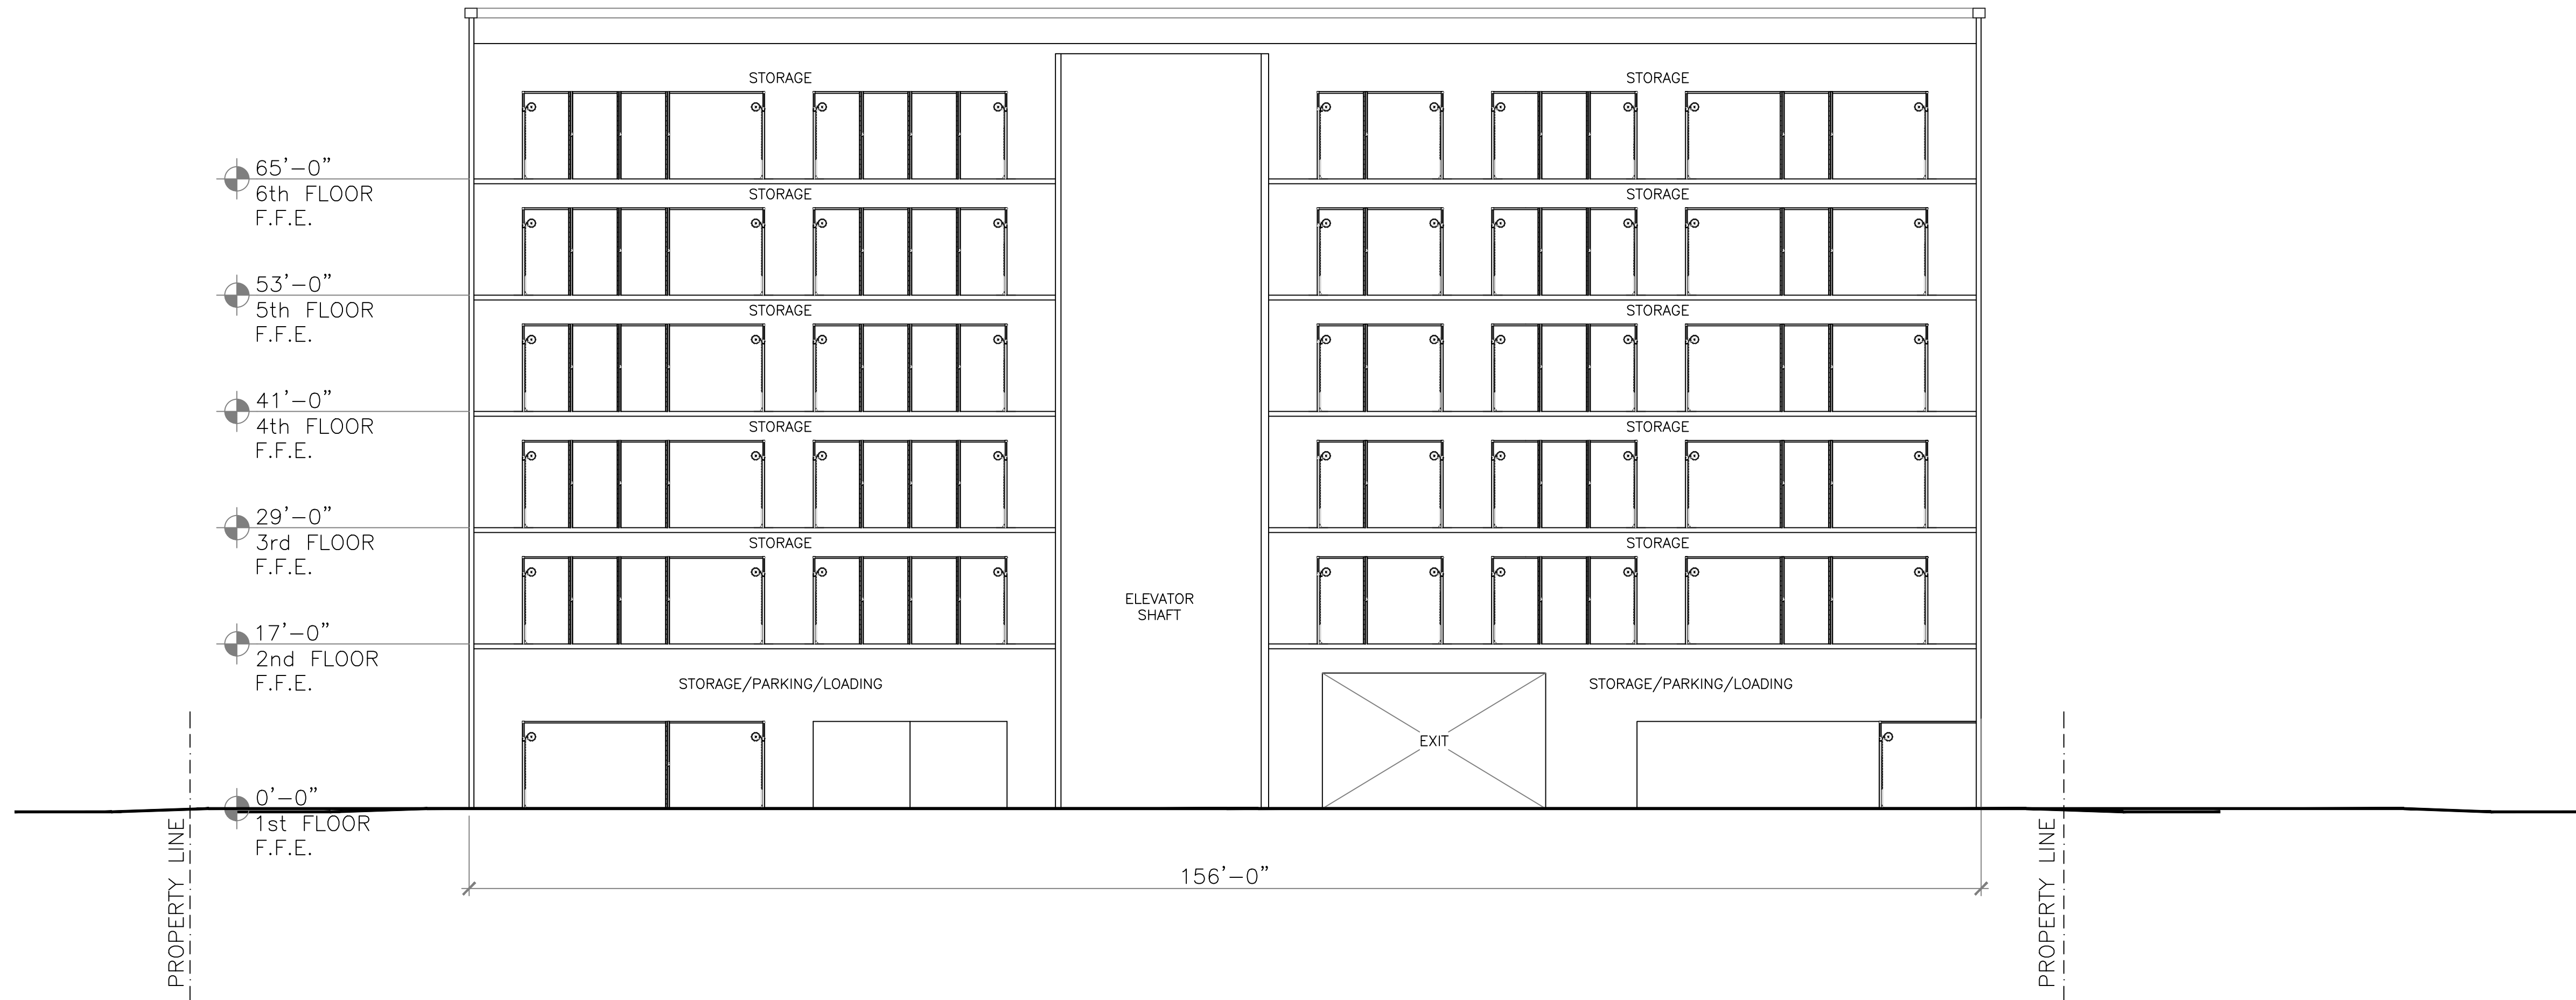 STORAGE
STORAGE
65'-0"
6th FLOOR
F.F.E.
STORAGE
STORAGE
53'-0"
5th FLOOR
F.F.E.
STORAGE
STORAGE
41'-0"
4th FLOOR
F.F.E.
STORAGE
STORAGE
29'-0"
3rd FLOOR
F.F.E.
STORAGE
STORAGE
ELEVATOR
SHAFT
17'-0"
2nd FLOOR
F.F.E.
STORAGE/PARKING/LOADING
STORAGE/PARKING/LOADING
EXIT
0'-0"
1st FLOOR
F.F.E.
PROPERTY LINE
PROPERTY LINE
156'-0"